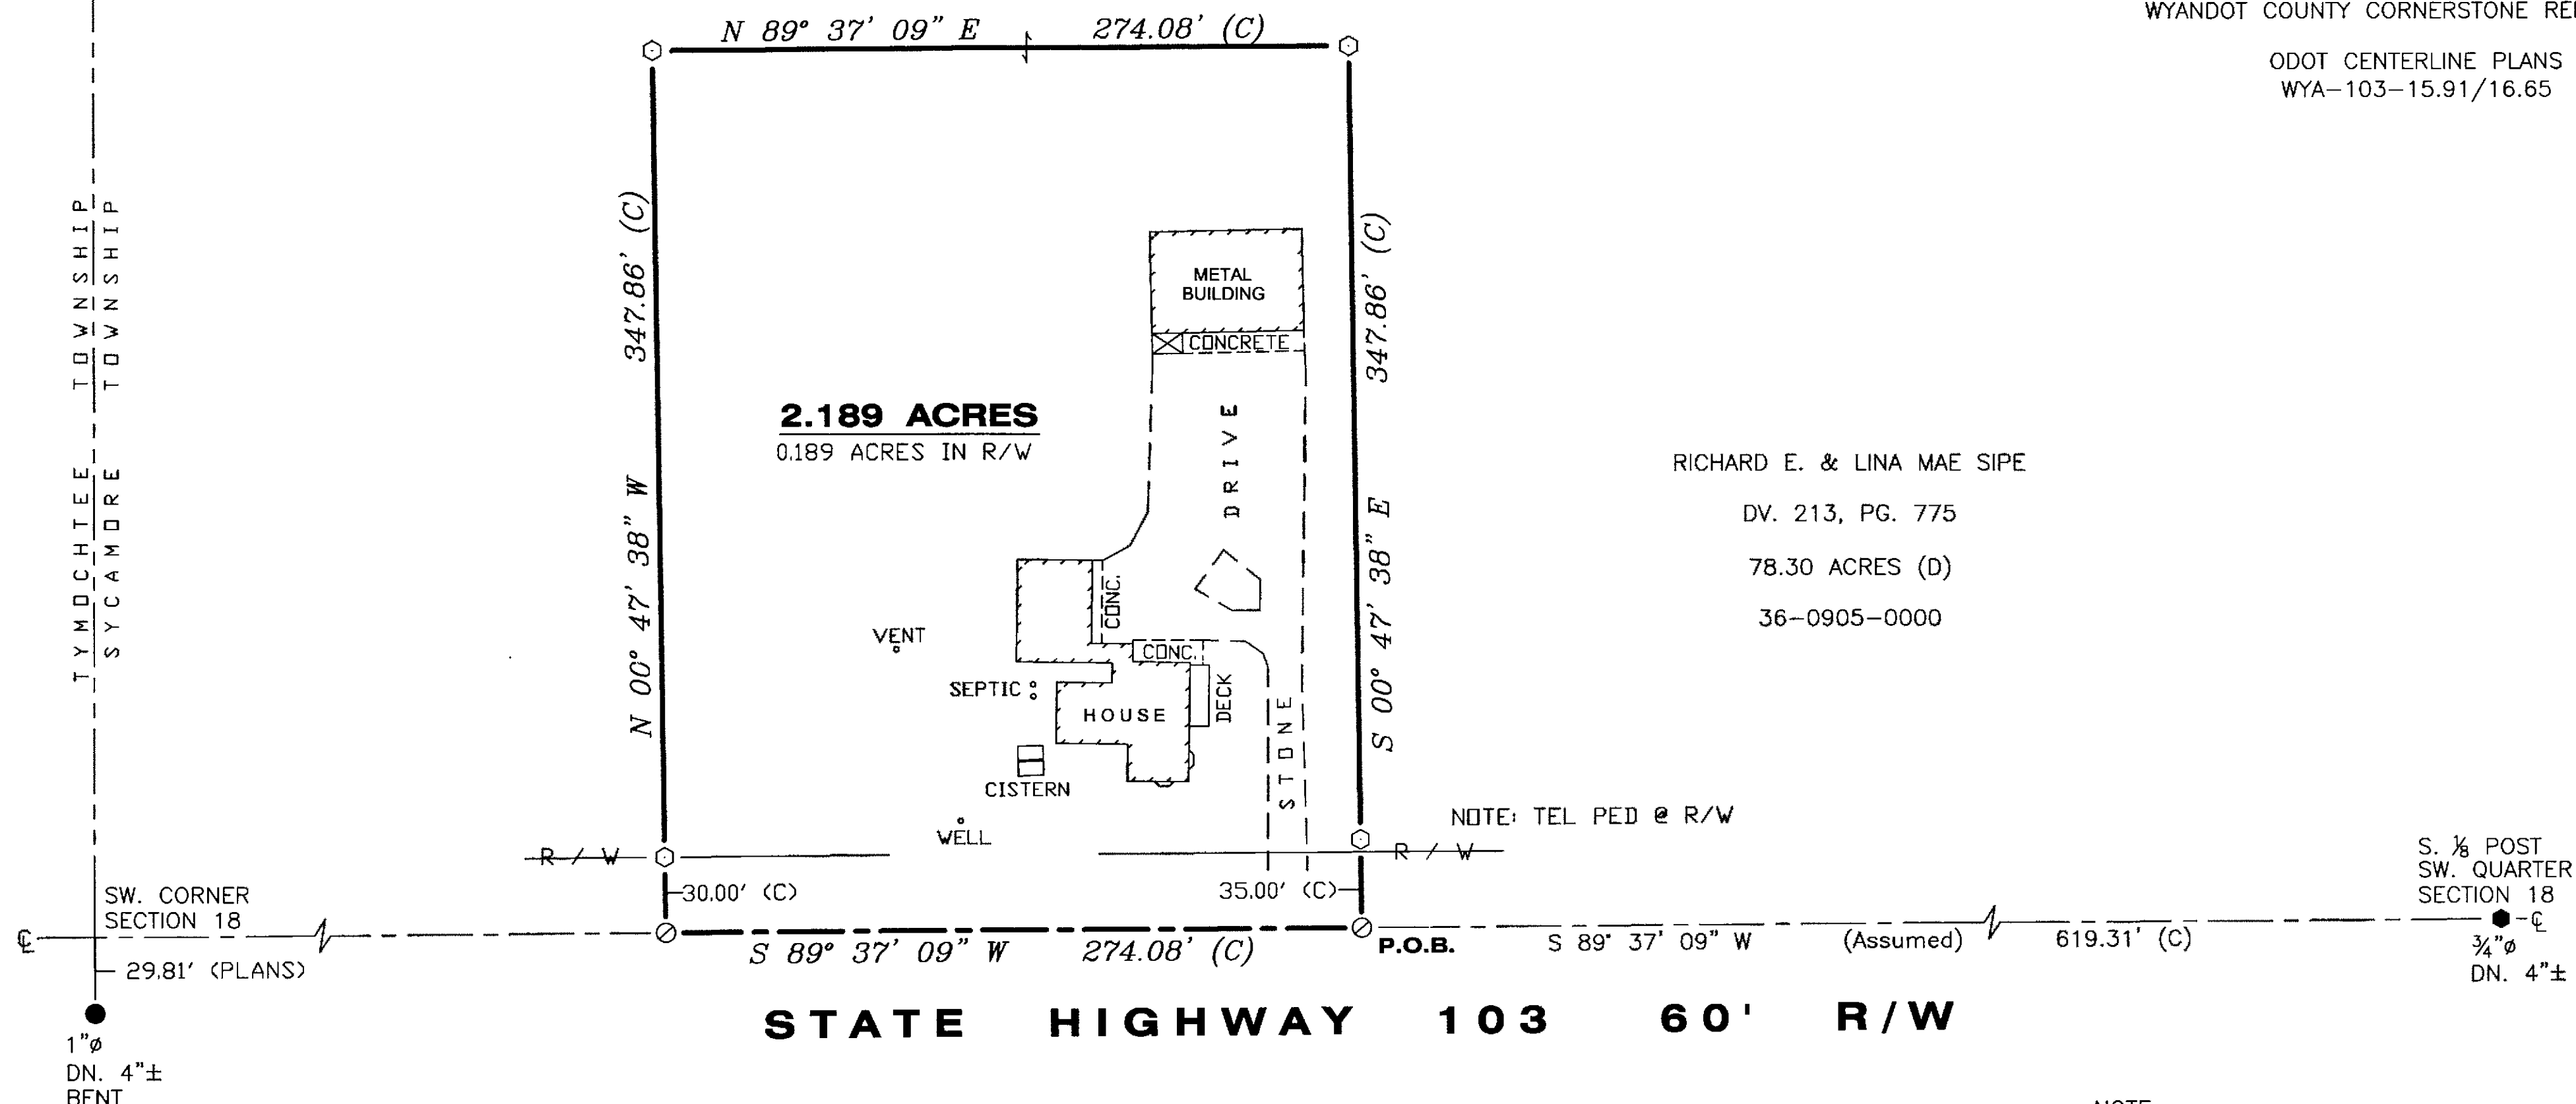 WYANDOT COUNTY CORNERSTONE
ODOT CENTERLINE PLANS
WYA-103-15.91/16.65
N 89° 37' 09" E 274.08' (C)
TYMOCHTEE TOWNSHIP
SYCAMORE TOWNSHIP
N 00° 47' 38" W 347.86' (C)
S 00° 47' 38" E 347.86' (C)
METAL
BUILDING
CONCRETE
2.189 ACRES
0.189 ACRES IN R/W
STONE DRIVE
CONC.
CONC.
VENT
SEPTIC
HOUSE
DECK
CISTERN
WELL
RICHARD E. & LINA MAE SIPE
DV. 213, PG. 775
78.30 ACRES (D)
36-0905-0000
NOTE: TEL PED @ R/W
R / W
R / W
30.00' (C)
35.00' (C)
SW. CORNER
SECTION 18
S. ⅛ POST
SW. QUARTER
SECTION 18
℄
℄
29.81' (PLANS)
S 89° 37' 09" W 274.08' (C)
P.O.B.
S 89° 37' 09" W (Assumed) 619.31' (C)
¾"ø
DN. 4"±
STATE HIGHWAY 103 60' R/W
1"ø
DN. 4"±
BENT
NOTE